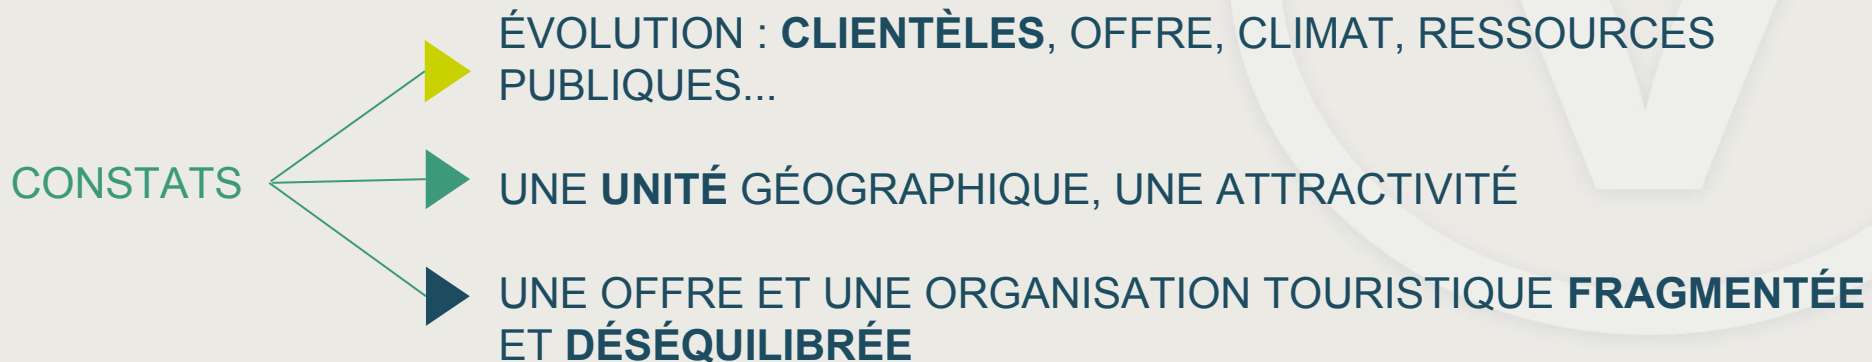 ÉVOLUTION : CLIENTÈLES, OFFRE, CLIMAT, RESSOURCES
PUBLIQUES...
CONSTATS
UNE UNITÉ GÉOGRAPHIQUE, UNE ATTRACTIVITÉ
UNE OFFRE ET UNE ORGANISATION TOURISTIQUE FRAGMENTÉE
ET DÉSÉQUILIBRÉE